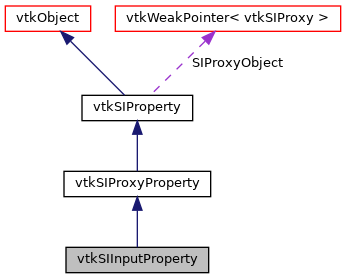 vtkObject
vtkWeakPointer< vtkSIProxy >
SIProxyObject
vtkSIProperty
vtkSIProxyProperty
vtkSIInputProperty